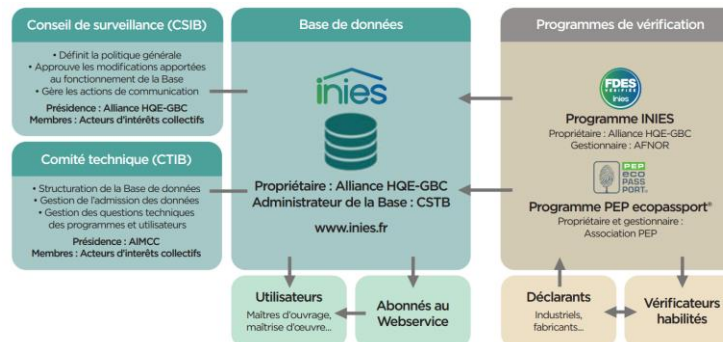 Conseil de surveillance (CSIB)
• Définit la politique générale
• Approuve les modifications apportées
au fonctionnement de la Base
• Gère les actions de communication
Présidence : Alliance HQE-GBC
Membres : Acteurs d'intérêts collectifs
Comité technique (CTIB)
• Structuration de la Base de données
• Gestion de l'admission des données
• Gestion des questions techniques
des programmes et utilisateurs
Présidence : AIMCC
Membres : Acteurs d'intérêts collectifs
Base de données
inies
Propriétaire : Alliance HQE-GBC
Administrateur de la Base : CSTB
www.inies.fr
Utilisateurs
Maîtres d'ouvrage,
maîtrise d'œuvre...
Abonnés au
Webservice
Programmes de vérification
FDES
VÉRIFIÉE
inies
Programme INIES
Propriétaire : Alliance HQE-GBC
Gestionnaire : AFNOR
PEP
eco
PASS
PORT®
Programme PEP ecopassport®
Propriétaire et gestionnaire :
Association PEP
Déclarants
Industriels,
fabricants...
Vérificateurs
habilités